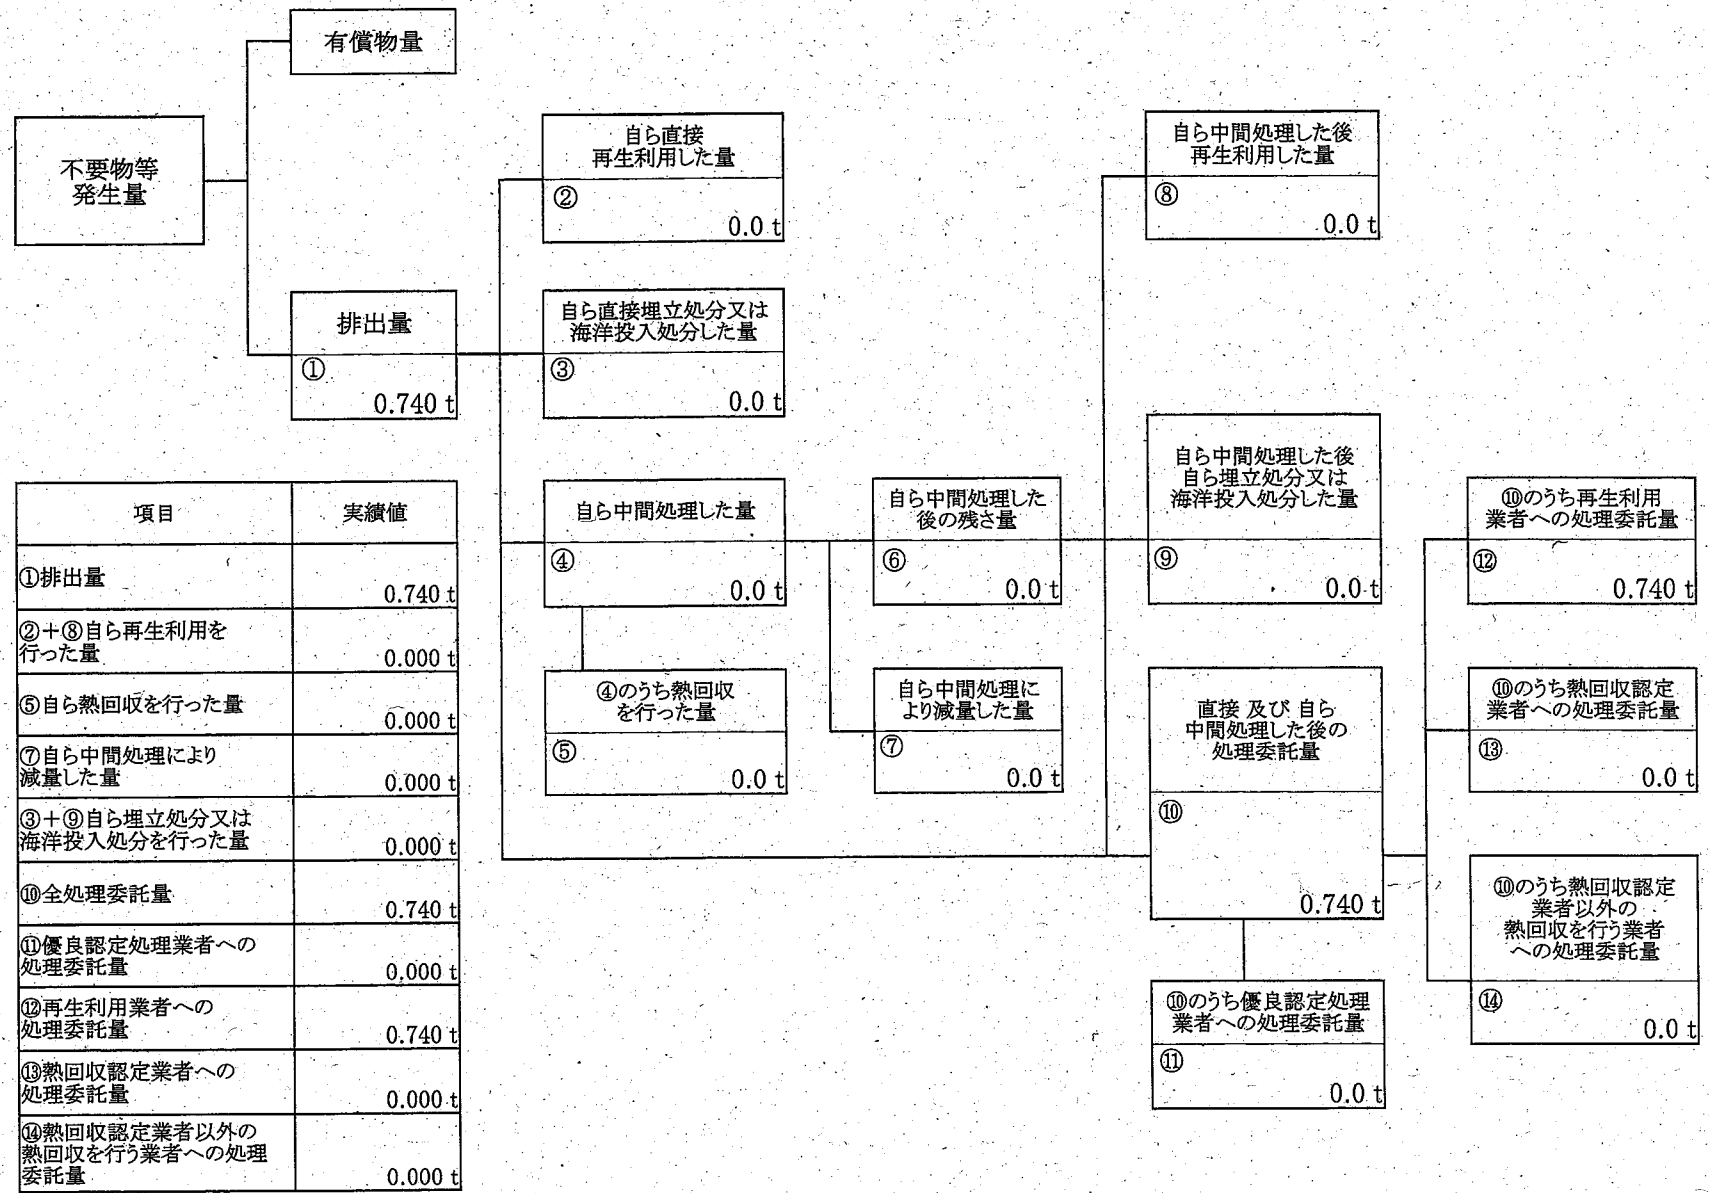 有償物量
不要物等
発生量
排出量
①
0.740 t
自ら直接
再生利用した量
②
0.0 t
自ら直接埋立処分又は
海洋投入処分した量
③
0.0 t
自ら中間処理した量
④
0.0 t
④のうち熱回収
を行った量
⑤
0.0 t
自ら中間処理した
後の残さ量
⑥
0.0 t
自ら中間処理に
より減量した量
⑦
0.0 t
自ら中間処理した後
再生利用した量
⑧
0.0 t
自ら中間処理した後
自ら埋立処分又は
海洋投入処分した量
⑨
0.0 t
直接 及び 自ら
中間処理した後の
処理委託量
⑩
0.740 t
⑩のうち優良認定処理
業者への処理委託量
⑪
0.0 t
⑩のうち再生利用
業者への処理委託量
⑫
0.740 t
⑩のうち熱回収認定
業者への処理委託量
⑬
0.0 t
⑩のうち熱回収認定
業者以外の
熱回収を行う業者
への処理委託量
⑭
0.0 t
項目 実績値
①排出量
0.740 t
②+⑧自ら再生利用を
行った量
0.000 t
⑤自ら熱回収を行った量
0.000 t
⑦自ら中間処理により
減量した量
0.000 t
③+⑨自ら埋立処分又は
海洋投入処分を行った量
0.000 t
⑩全処理委託量
0.740 t
⑪優良認定処理業者への
処理委託量
0.000 t
⑫再生利用業者への
処理委託量
0.740 t
⑬熱回収認定業者への
処理委託量
0.000 t
⑭熱回収認定業者以外の
熱回収を行う業者への処理
委託量
0.000 t